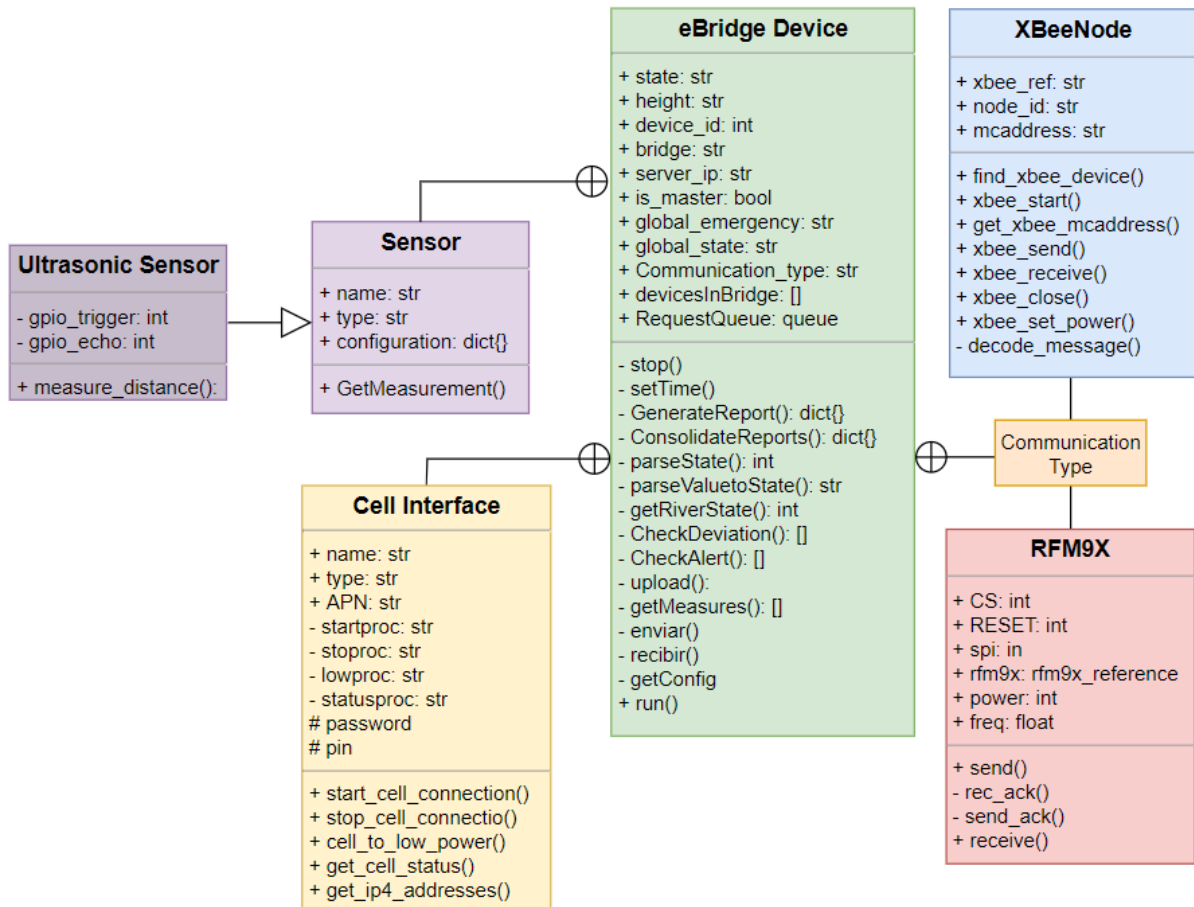 eBridge Device
+ state: str
+ height: str
+ device_id: int
+ bridge: str
+ server_ip: str
+ is_master: bool
+ global_emergency: str
+ global_state: str
+ Communication_type: str
+ devicesInBridge: []
+ RequestQueue: queue
- stop()
- setTime()
- GenerateReport(): dict{}
- ConsolidateReports(): dict{}
- parseState(): int
- parseValuetoState(): str
- getRiverState(): int
- CheckDeviation(): []
- CheckAlert(): []
- upload():
- getMeasures(): []
- enviar()
- recibir()
- getConfig
+ run()
XBeeNode
+ xbee_ref: str
+ node_id: str
+ mcaddress: str
+ find_xbee_device()
+ xbee_start()
+ get_xbee_mcaddress()
+ xbee_send()
+ xbee_receive()
+ xbee_close()
+ xbee_set_power()
- decode_message()
Ultrasonic Sensor
- gpio_trigger: int
- gpio_echo: int
+ measure_distance():
Sensor
+ name: str
+ type: str
+ configuration: dict{}
+ GetMeasurement()
Communication
Type
Cell Interface
+ name: str
+ type: str
+ APN: str
- startproc: str
- stoproc: str
- lowproc: str
- statusproc: str
# password
# pin
+ start_cell_connection()
+ stop_cell_connectio()
+ cell_to_low_power()
+ get_cell_status()
+ get_ip4_addresses()
RFM9X
+ CS: int
+ RESET: int
+ spi: in
+ rfm9x: rfm9x_reference
+ power: int
+ freq: float
+ send()
- rec_ack()
- send_ack()
+ receive()